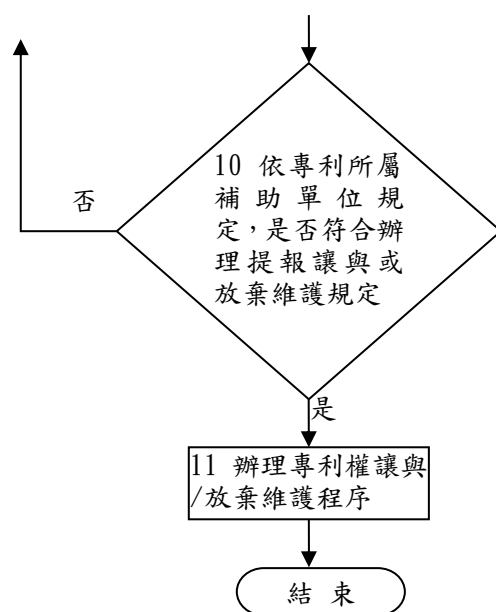 10 依專利所屬
補助單位規
定，是否符合辦
理提報讓與或
放棄維護規定
否
是
11 辦理專利權讓與
/放棄維護程序
結 束